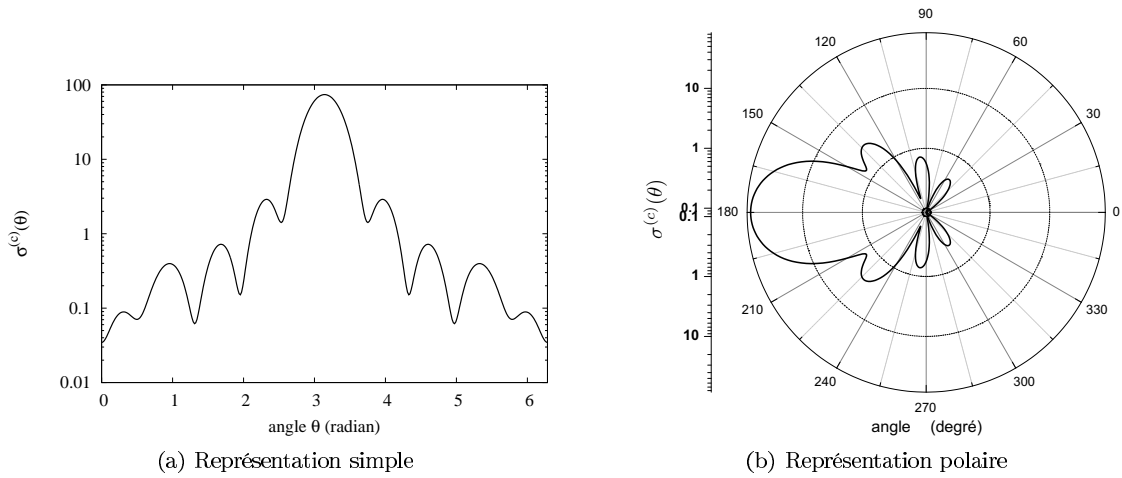 100
10
1
0.1
0.01
σ(c)(θ)
0 1 2 3 4 5 6
angle θ (radian)
(a) Représentation simple
90
120 60
150 30
180 0
210 330
240 300
270
10
1
0.1
0.1
1
10
σ(c)(θ)
angle (degré)
(b) Représentation polaire